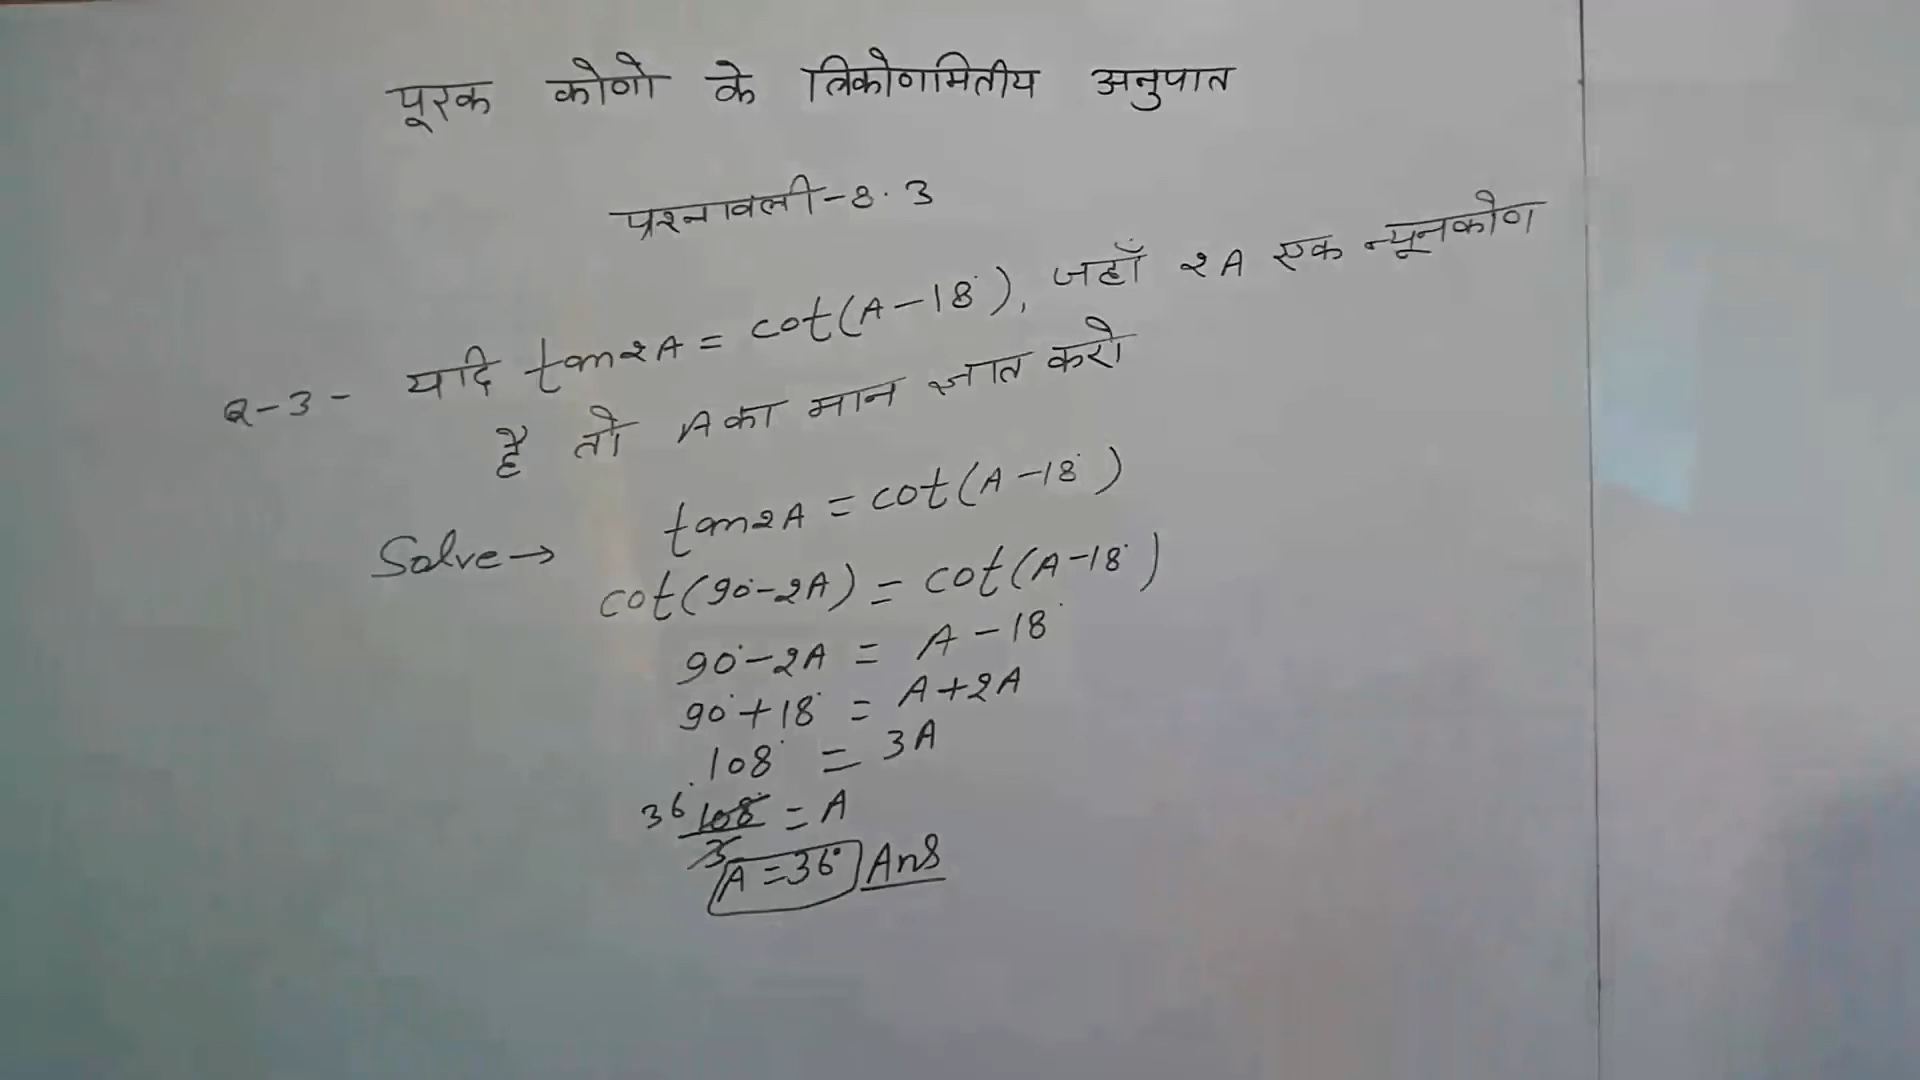 पूरक कोणो के त्रिकोणमितीय अनुपात
प्रश्नावली-8.3
Q-3- यदि tan2A = cot(A-18°), जहाँ 2A एक न्यूनकोण
है तो A का मान ज्ञात करो
Solve→ tan2A = cot(A-18°)
cot(90°-2A) = cot(A-18°)
90°-2A = A-18°
90°+18° = A+2A
108° = 3A
36° 108°/3 = A
A=36° Ans